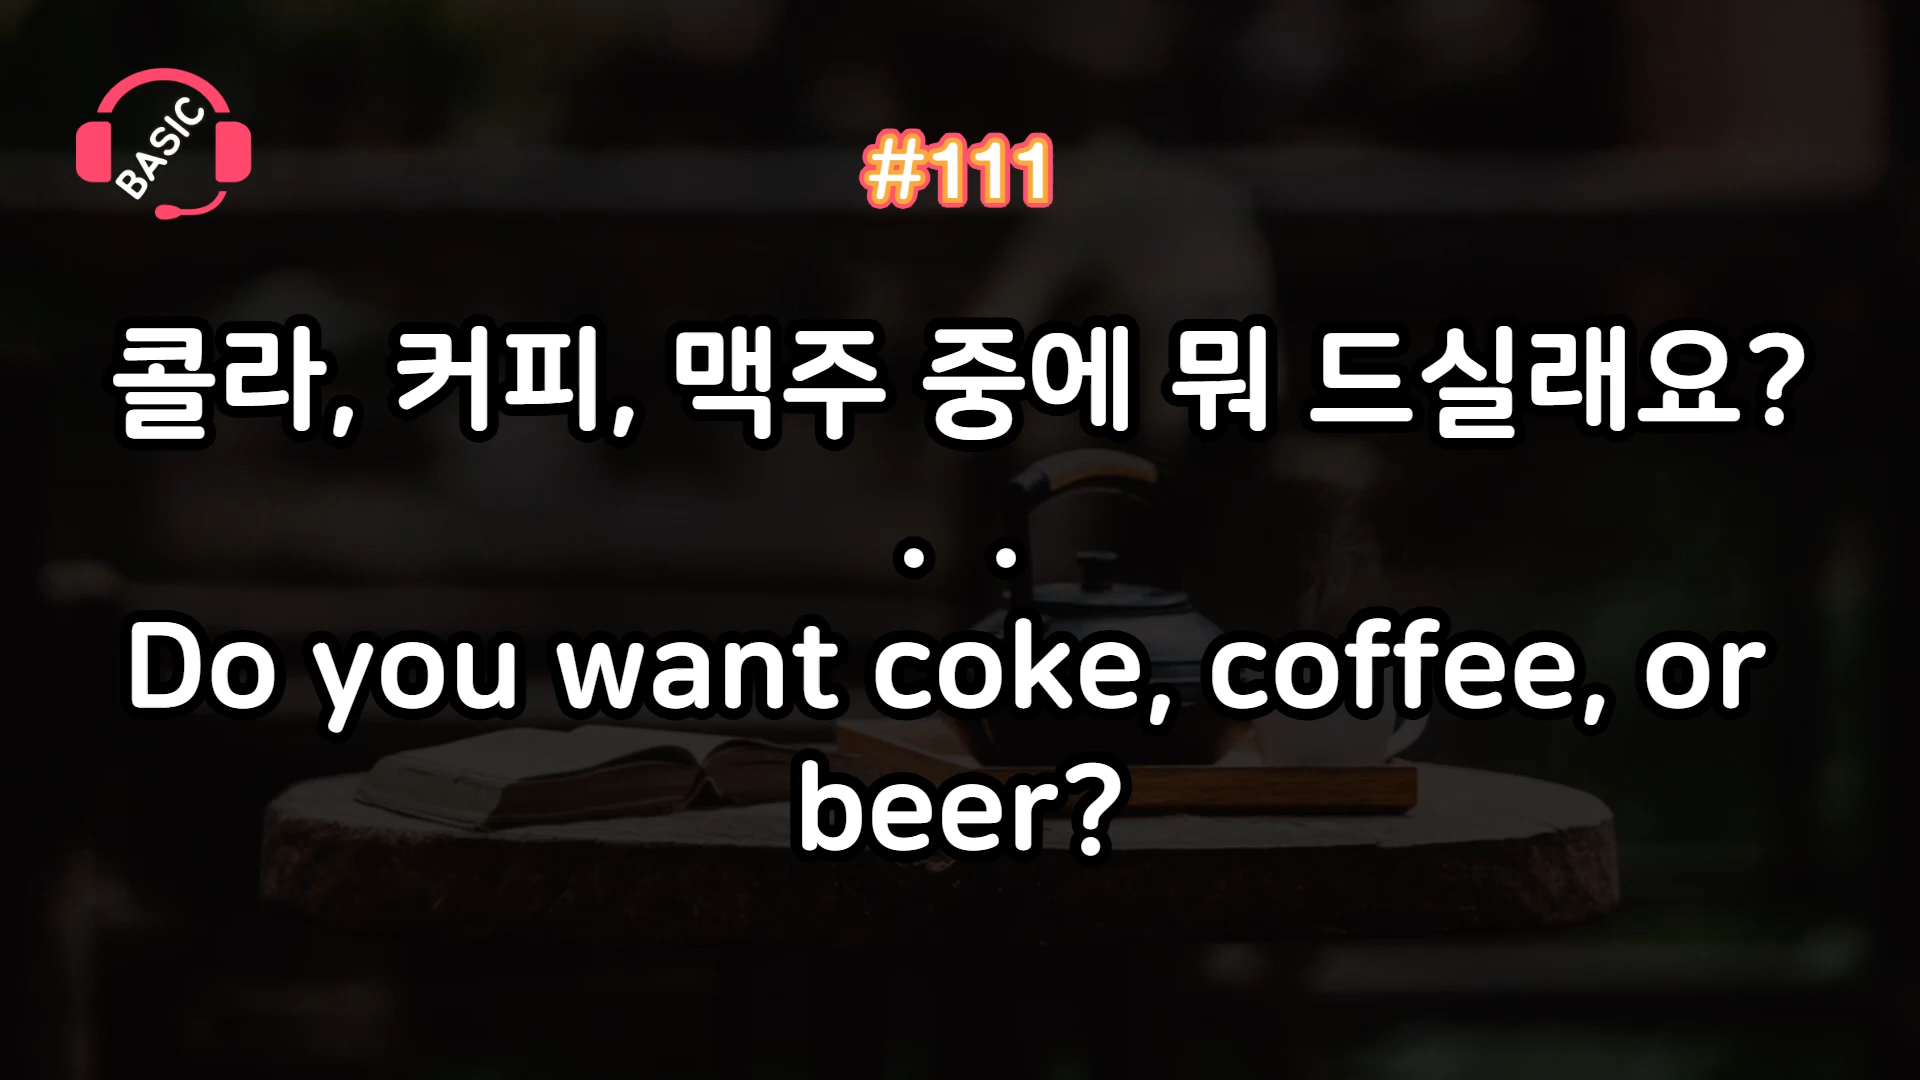 BASIC
#111
콜라, 커피, 맥주 중에 뭐 드실래요?
Do you want coke, coffee, or
beer?